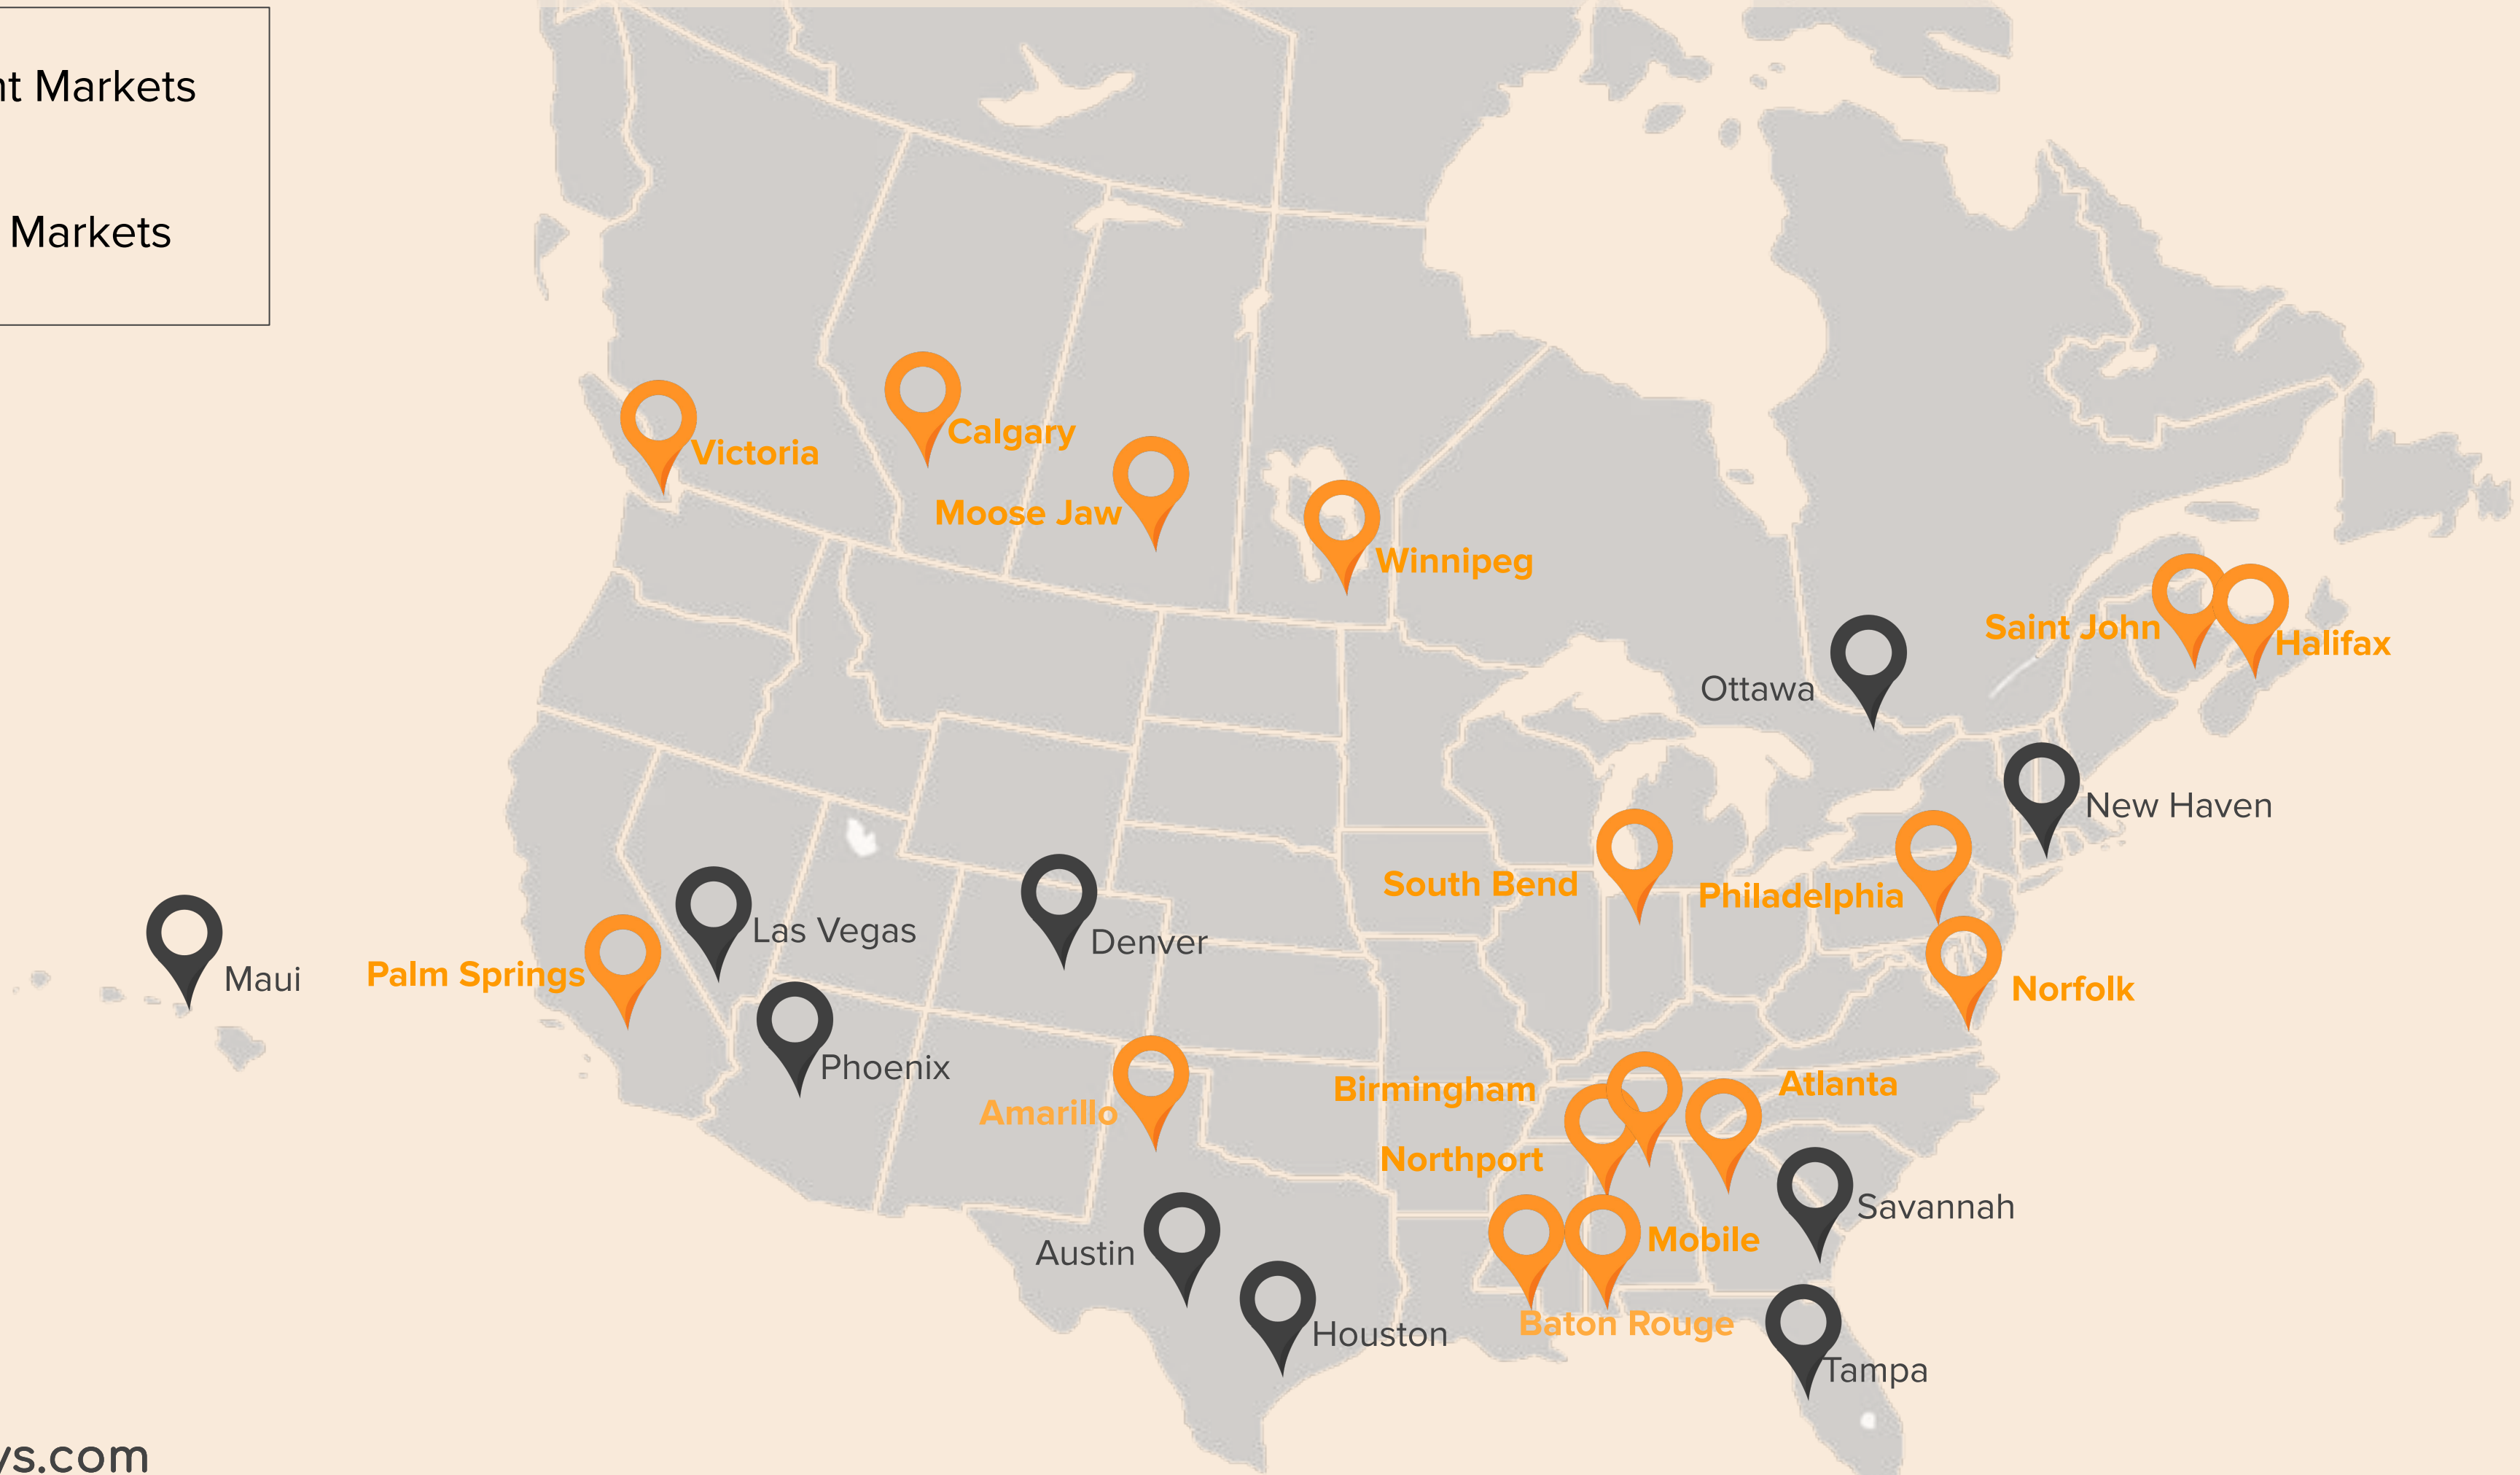 nt Markets
Markets
Calgary
Victoria
Moose Jaw
Winnipeg
Saint John
Halifax
Ottawa
New Haven
South Bend
Philadelphia
Las Vegas
Denver
Palm Springs
Maui
Norfolk
Phoenix
Amarillo
Birmingham
Atlanta
Northport
Savannah
Mobile
Austin
Baton Rouge
Houston
Tampa
ys.com